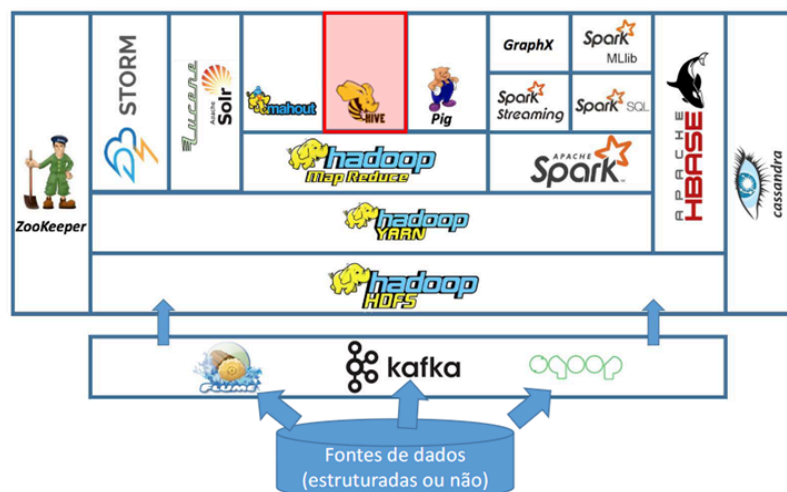 STORM
Lucene
Apache
Solr
mahout
HIVE
Pig
GraphX
Spark
MLlib
Spark
Streaming
Spark SQL
APACHE
HBASE
cassandra
ZooKeeper
hadoop
Map Reduce
APACHE
Spark
TM
hadoop
YARN
hadoop
HDFS
FLUME
kafka
sqoop
Fontes de dados
(estruturadas ou não)